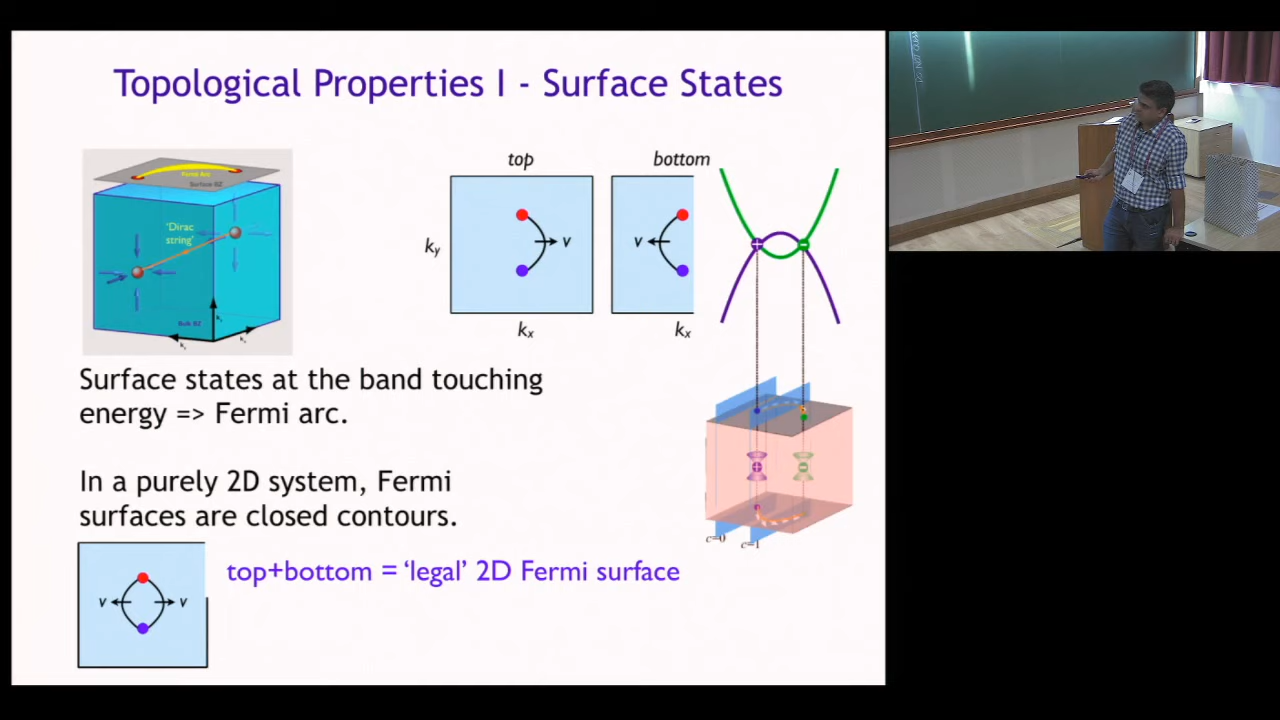 Topological Properties I - Surface States
Fermi Arc
Surface BZ
'Dirac
string'
Bulk BZ
top
bottom
ky
v
v
kx
kx
+
−
Surface states at the band touching
energy => Fermi arc.
In a purely 2D system, Fermi
surfaces are closed contours.
+
−
c=0
c=1
v
v
top+bottom = 'legal' 2D Fermi surface